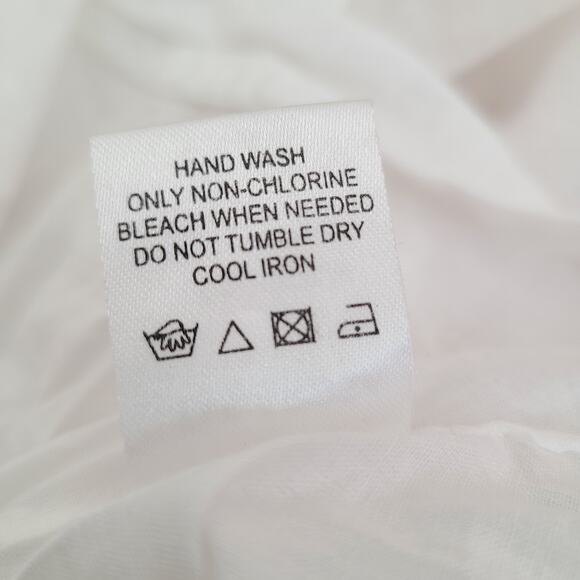 HAND WASH
ONLY NON-CHLORINE
BLEACH WHEN NEEDED
DO NOT TUMBLE DRY
COOL IRON